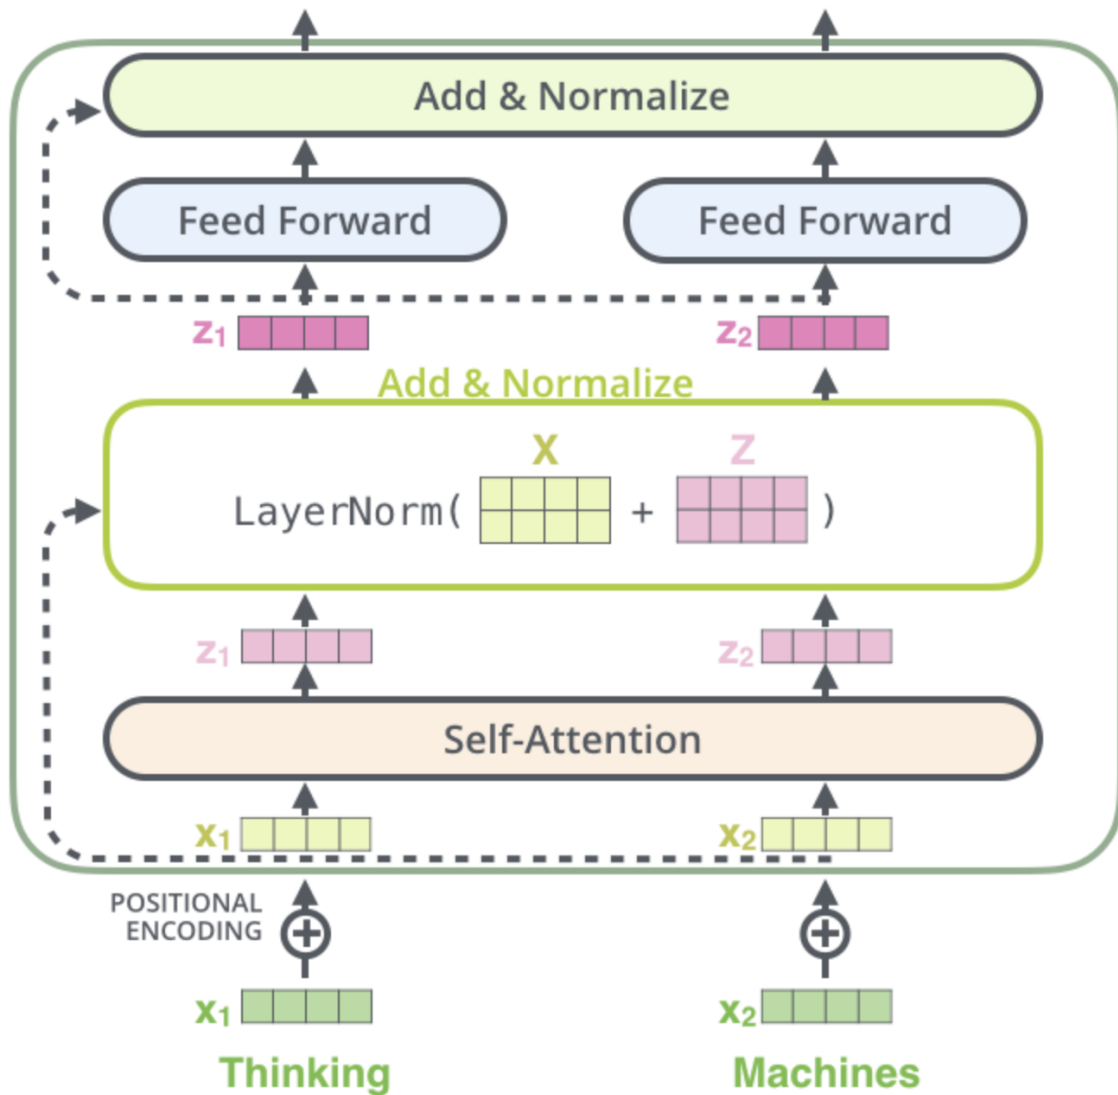 Add & Normalize
Feed Forward Feed Forward
z1 z2
Add & Normalize
X Z
LayerNorm( + )
z1 z2
Self-Attention
x1 x2
POSITIONAL
ENCODING
x1 x2
Thinking Machines